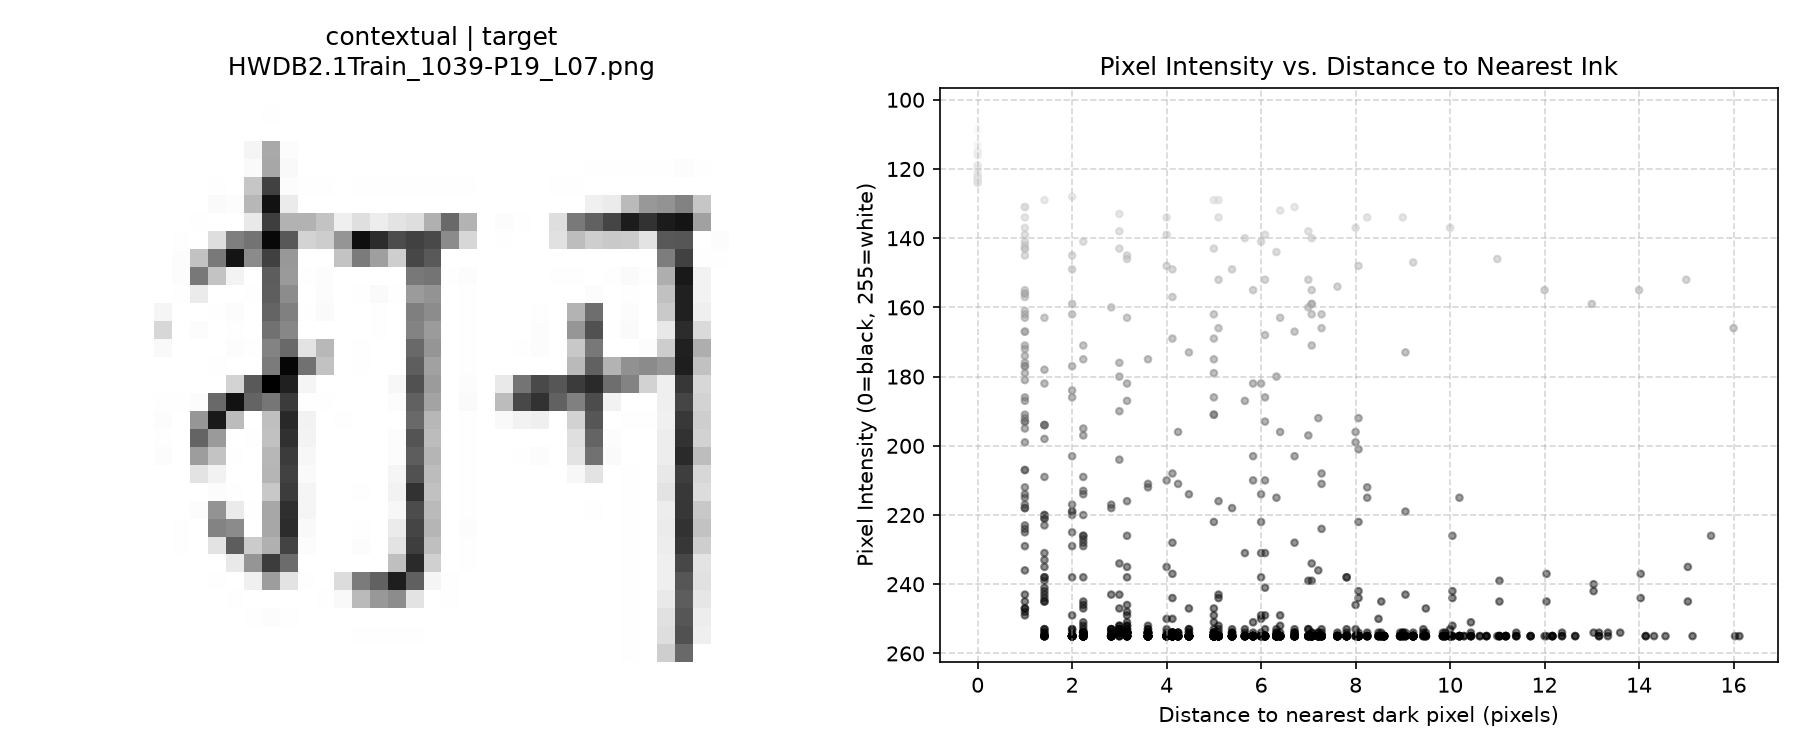 contextual | target
HWDB2.1Train_1039-P19_L07.png
打
Pixel Intensity vs. Distance to Nearest Ink
Pixel Intensity (0=black, 255=white)
100
120
140
160
180
200
220
240
260
0 2 4 6 8 10 12 14 16
Distance to nearest dark pixel (pixels)